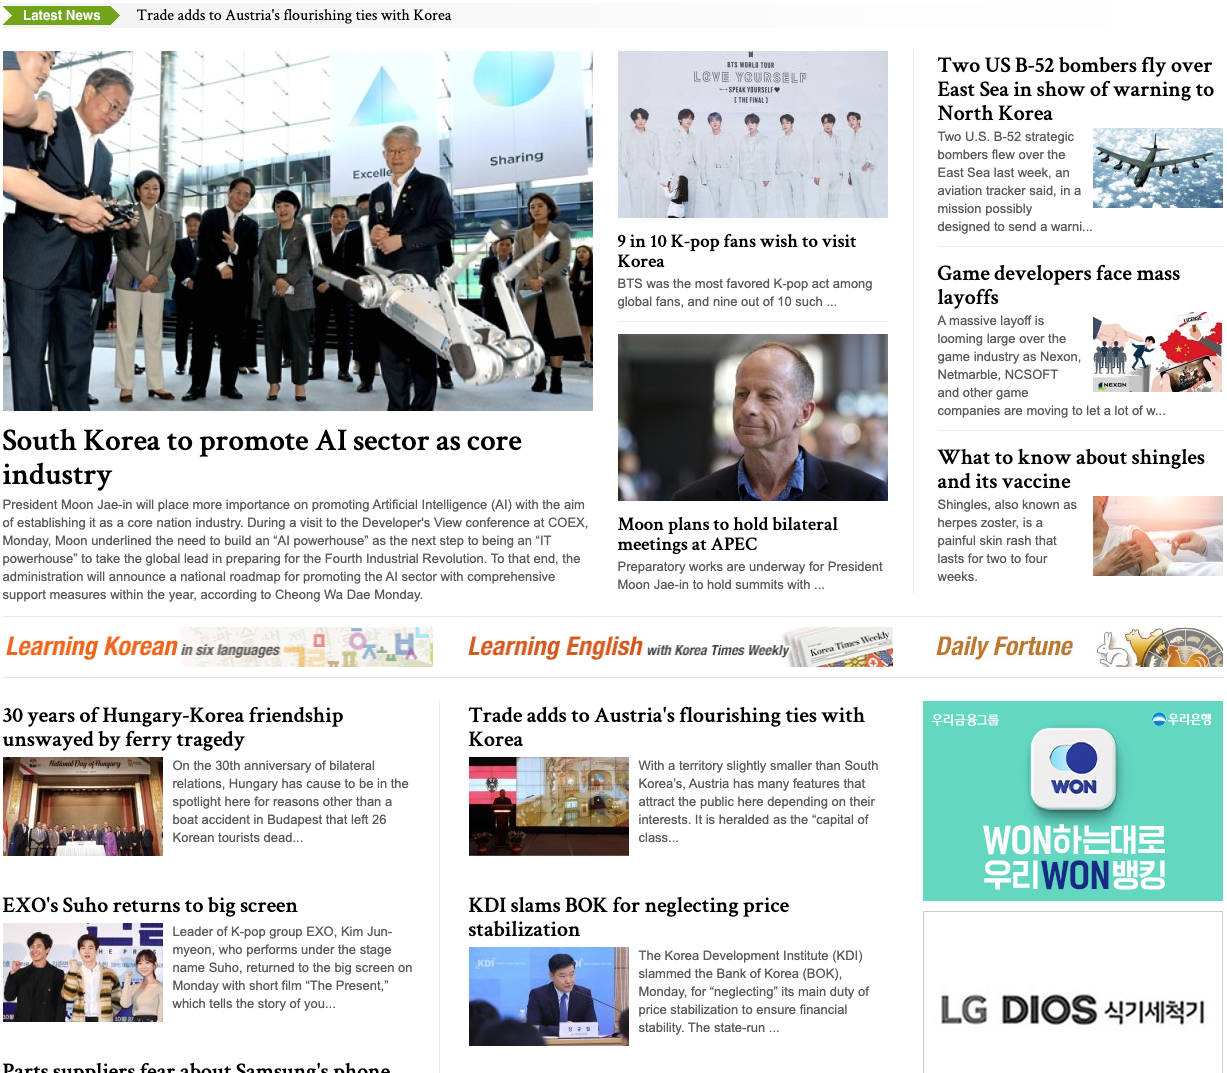 Latest News
Trade adds to Austria's flourishing ties with Korea
Excelle
Sharing
South Korea to promote AI sector as core
industry
President Moon Jae-in will place more importance on promoting Artificial Intelligence (AI) with the aim
of establishing it as a core nation industry. During a visit to the Developer's View conference at COEX,
Monday, Moon underlined the need to build an “AI powerhouse” as the next step to being an “IT
powerhouse” to take the global lead in preparing for the Fourth Industrial Revolution. To that end, the
administration will announce a national roadmap for promoting the AI sector with comprehensive
support measures within the year, according to Cheong Wa Dae Monday.
BTS WORLD TOUR
LOVE YOURSELF
SPEAK YOURSELF
[ THE FINAL ]
9 in 10 K-pop fans wish to visit
Korea
BTS was the most favored K-pop act among
global fans, and nine out of 10 such ...
Moon plans to hold bilateral
meetings at APEC
Preparatory works are underway for President
Moon Jae-in to hold summits with ...
Two US B-52 bombers fly over
East Sea in show of warning to
North Korea
Two U.S. B-52 strategic
bombers flew over the
East Sea last week, an
aviation tracker said, in a
mission possibly
designed to send a warni...
Game developers face mass
layoffs
A massive layoff is
looming large over the
game industry as Nexon,
Netmarble, NCSOFT
and other game
companies are moving to let a lot of w...
LICENSE
NEXON
What to know about shingles
and its vaccine
Shingles, also known as
herpes zoster, is a
painful skin rash that
lasts for two to four
weeks.
Learning Korean in six languages
Learning English with Korea Times Weekly
Korea Times Weekly
Daily Fortune
30 years of Hungary-Korea friendship
unswayed by ferry tragedy
National Day of Hungary
On the 30th anniversary of bilateral
relations, Hungary has cause to be in the
spotlight here for reasons other than a
boat accident in Budapest that left 26
Korean tourists dead...
EXO's Suho returns to big screen
Leader of K-pop group EXO, Kim Jun-
myeon, who performs under the stage
name Suho, returned to the big screen on
Monday with short film “The Present,”
which tells the story of you...
Parts suppliers fear about Samsung's phone
Trade adds to Austria's flourishing ties with
Korea
With a territory slightly smaller than South
Korea’s, Austria has many features that
attract the public here depending on their
interests. It is heralded as the “capital of
class...
KDI slams BOK for neglecting price
stabilization
KDI
The Korea Development Institute (KDI)
slammed the Bank of Korea (BOK),
Monday, for “neglecting” its main duty of
price stabilization to ensure financial
stability. The state-run ...
우리금융그룹
우리은행
WON
WON하는대로
우리WON뱅킹
LG DIOS 식기세척기